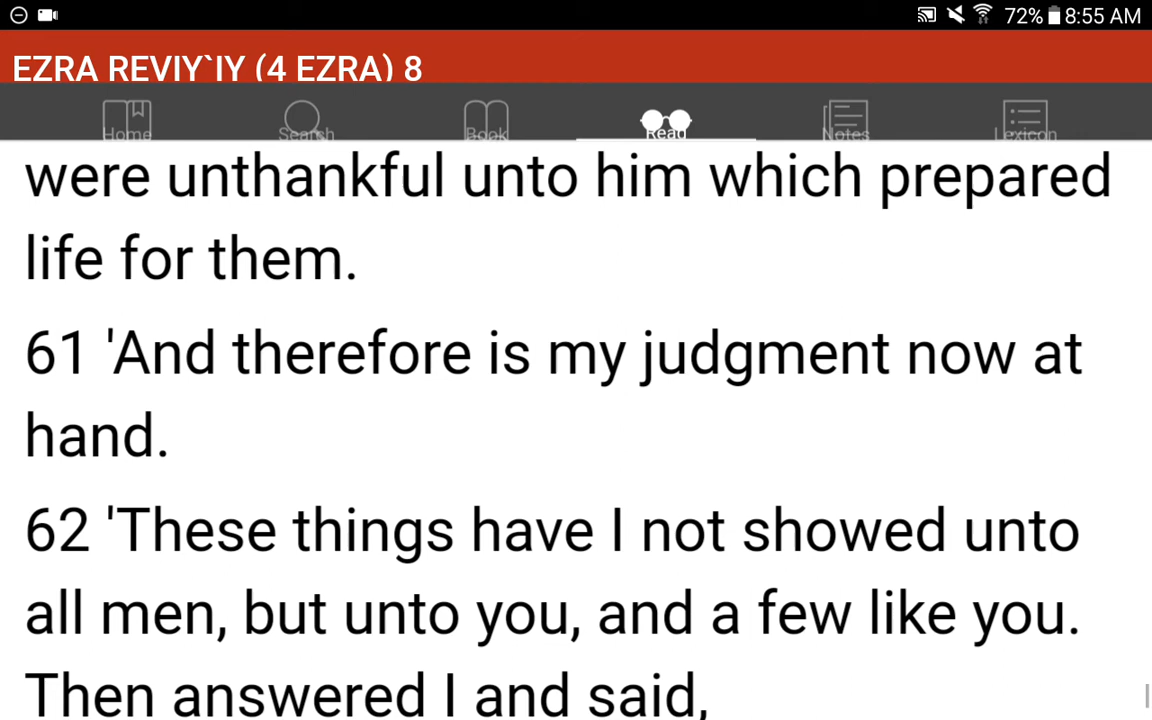 72% 8:55 AM
EZRA REVIY`IY (4 EZRA) 8
Home Search Book Read Notes Lexicon
were unthankful unto him which prepared
life for them.
61 'And therefore is my judgment now at
hand.
62 'These things have I not showed unto
all men, but unto you, and a few like you.
Then answered I and said,